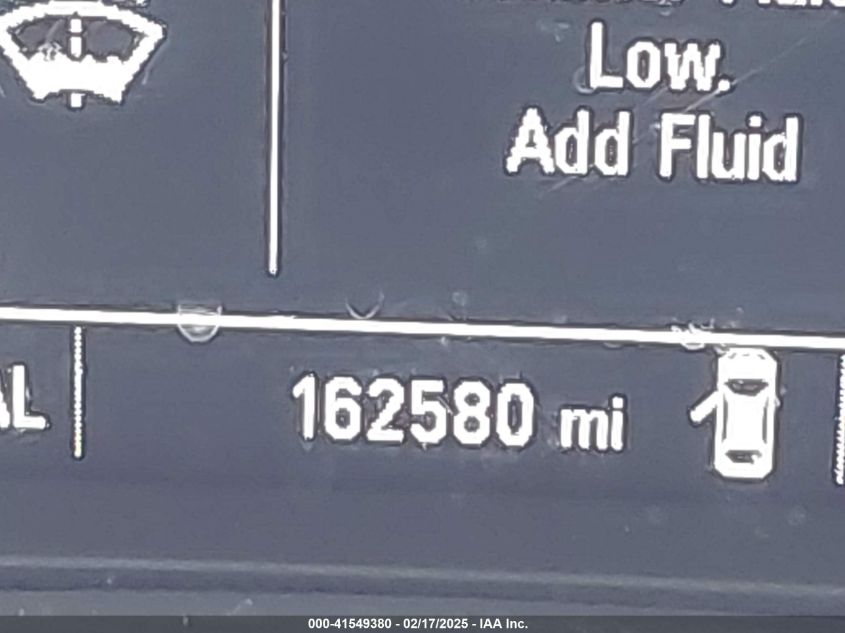 Low.
Add Fluid
162580 mi
000-41549380 - 02/17/2025 - IAA Inc.